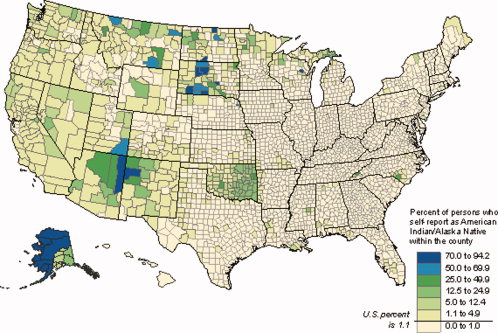 Percent of persons who
self-report as American
Indian/Alaska Native
within the county
70.0 to 94.2
50.0 to 69.9
25.0 to 49.9
12.5 to 24.9
5.0 to 12.4
1.1 to 4.9
0.0 to 1.0
U.S. percent
is 1.1